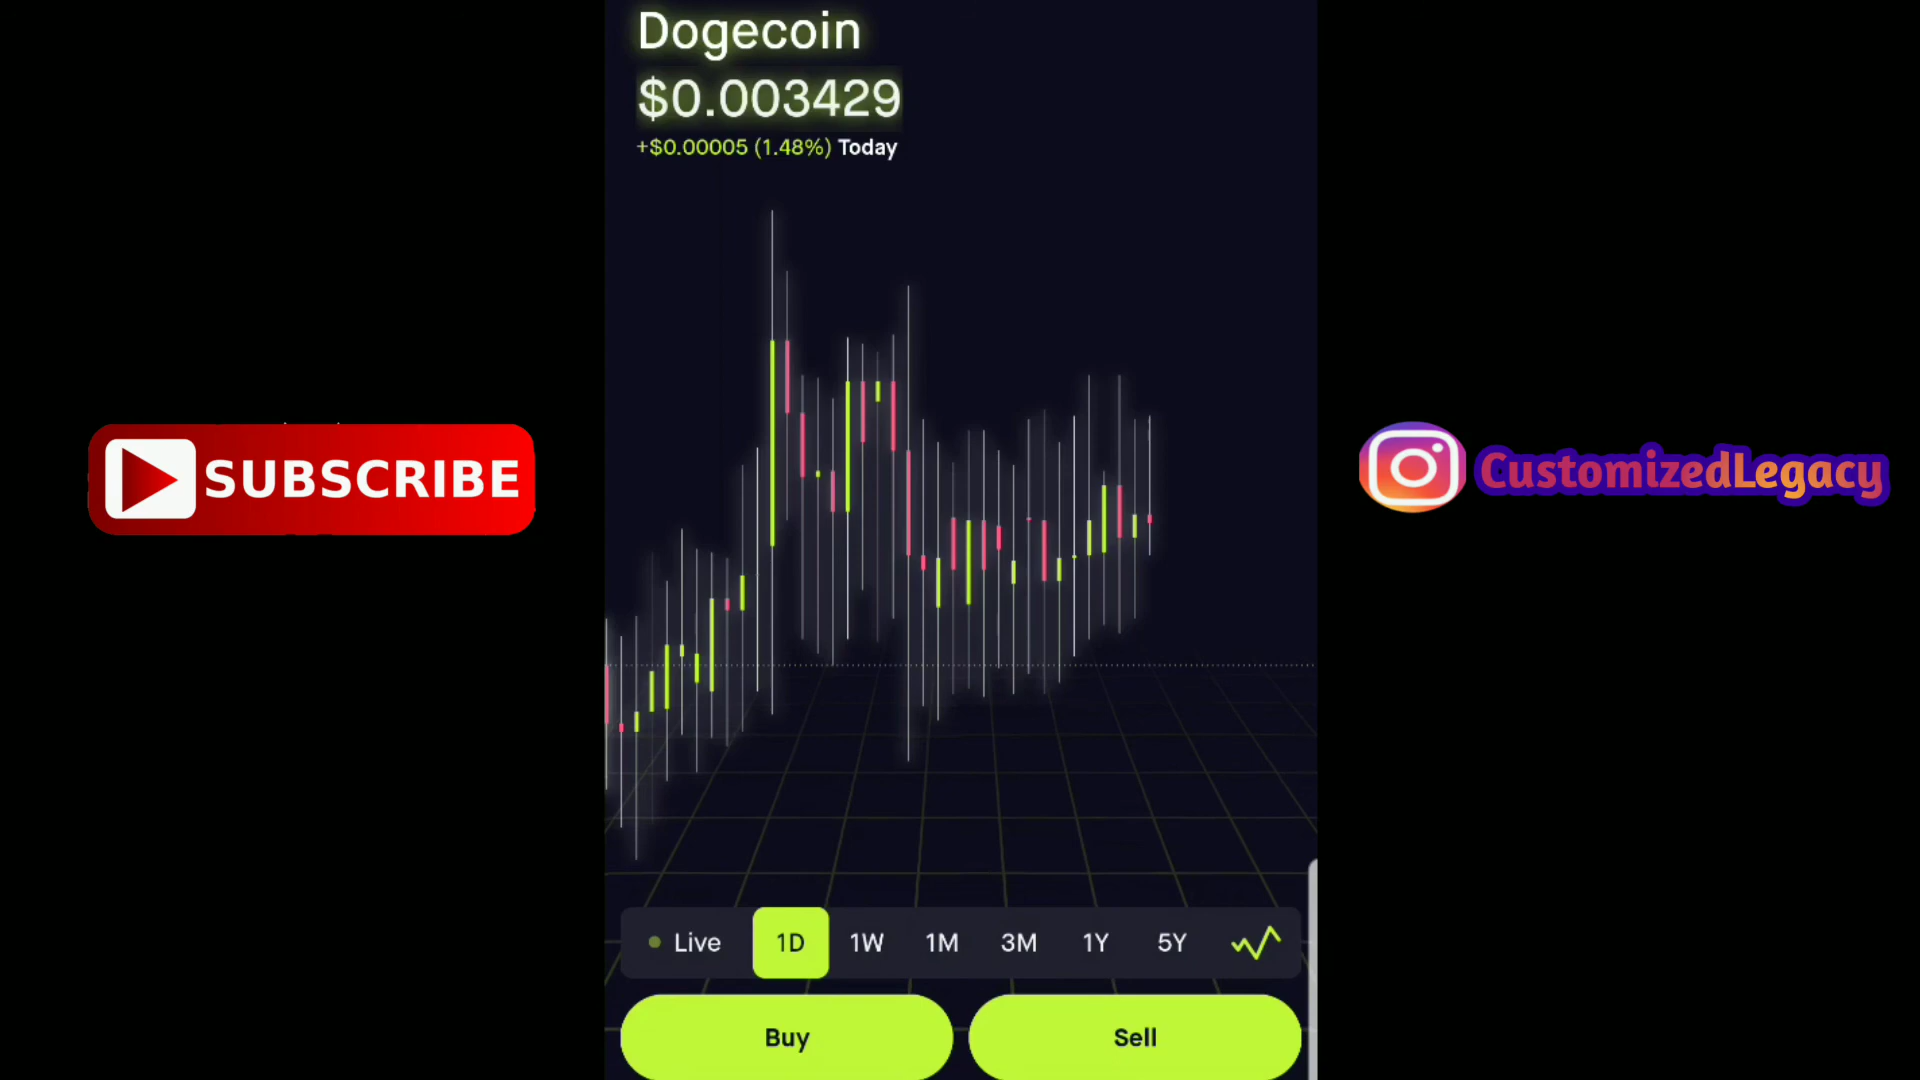 Dogecoin
$0.003429
+$0.00005 (1.48%) Today
SUBSCRIBE
CustomizedLegacy
Live 1D 1W 1M 3M 1Y 5Y
Buy Sell